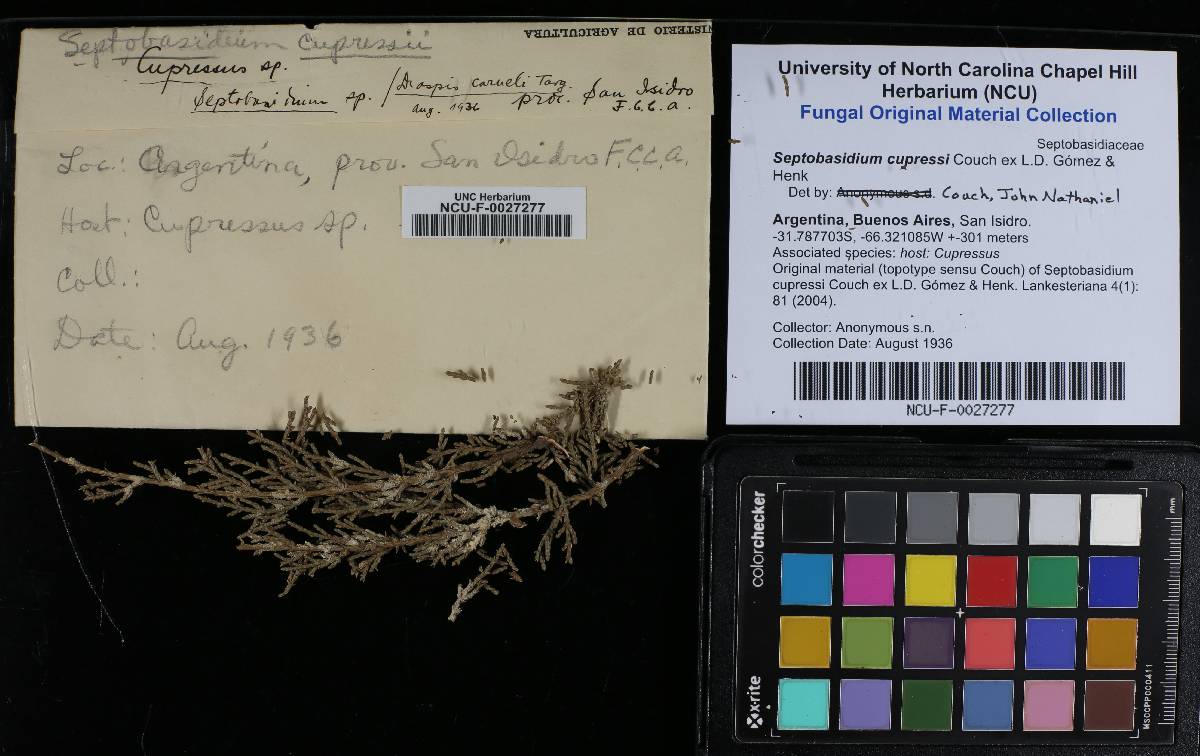 Septobasidium cupressii
NISTERIO DE AGRICULTURA
Cupressus sp.
Septobasidium sp. / Diaspis carueli Targ. proc. San Isidro
Aug. 1936 F.C.C.A.
Loc: Argentina, prov. San Isidro F.C.C.A.
Host: Cupressus sp.
Coll.:
Date: Aug. 1936
UNC Herbarium
NCU-F-0027277
University of North Carolina Chapel Hill
Herbarium (NCU)
Fungal Original Material Collection
Septobasidiaceae
Septobasidium cupressi Couch ex L.D. Gómez &
Henk
Det by: Anonymous s.d. Couch, John Nathaniel
Argentina, Buenos Aires, San Isidro.
-31.787703S, -66.321085W +-301 meters
Associated species: host: Cupressus
Original material (topotype sensu Couch) of Septobasidium
cupressi Couch ex L.D. Gómez & Henk. Lankesteriana 4(1):
81 (2004).
Collector: Anonymous s.n.
Collection Date: August 1936
NCU-F-0027277
colorchecker
x-rite
mm
MSCCPPC000411